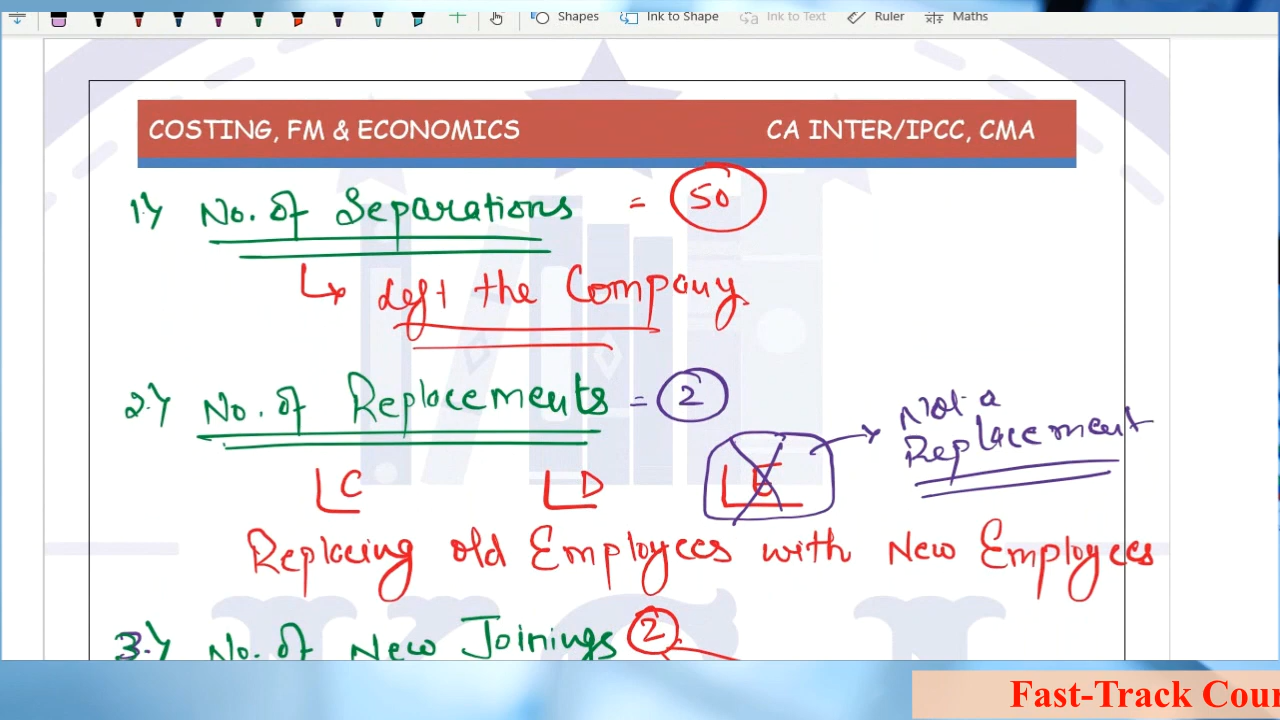 Shapes Ink to Shape Ink to Text Ruler Maths
COSTING, FM & ECONOMICS CA INTER/IPCC, CMA
1.) No. of Separations = 50
↳ Left the Company
2.) No. of Replacements = 2
Not a Replacement
C D E
Replacing old Employees with New Employees
3.) No. of New Joinings 2
Fast-Track Cour